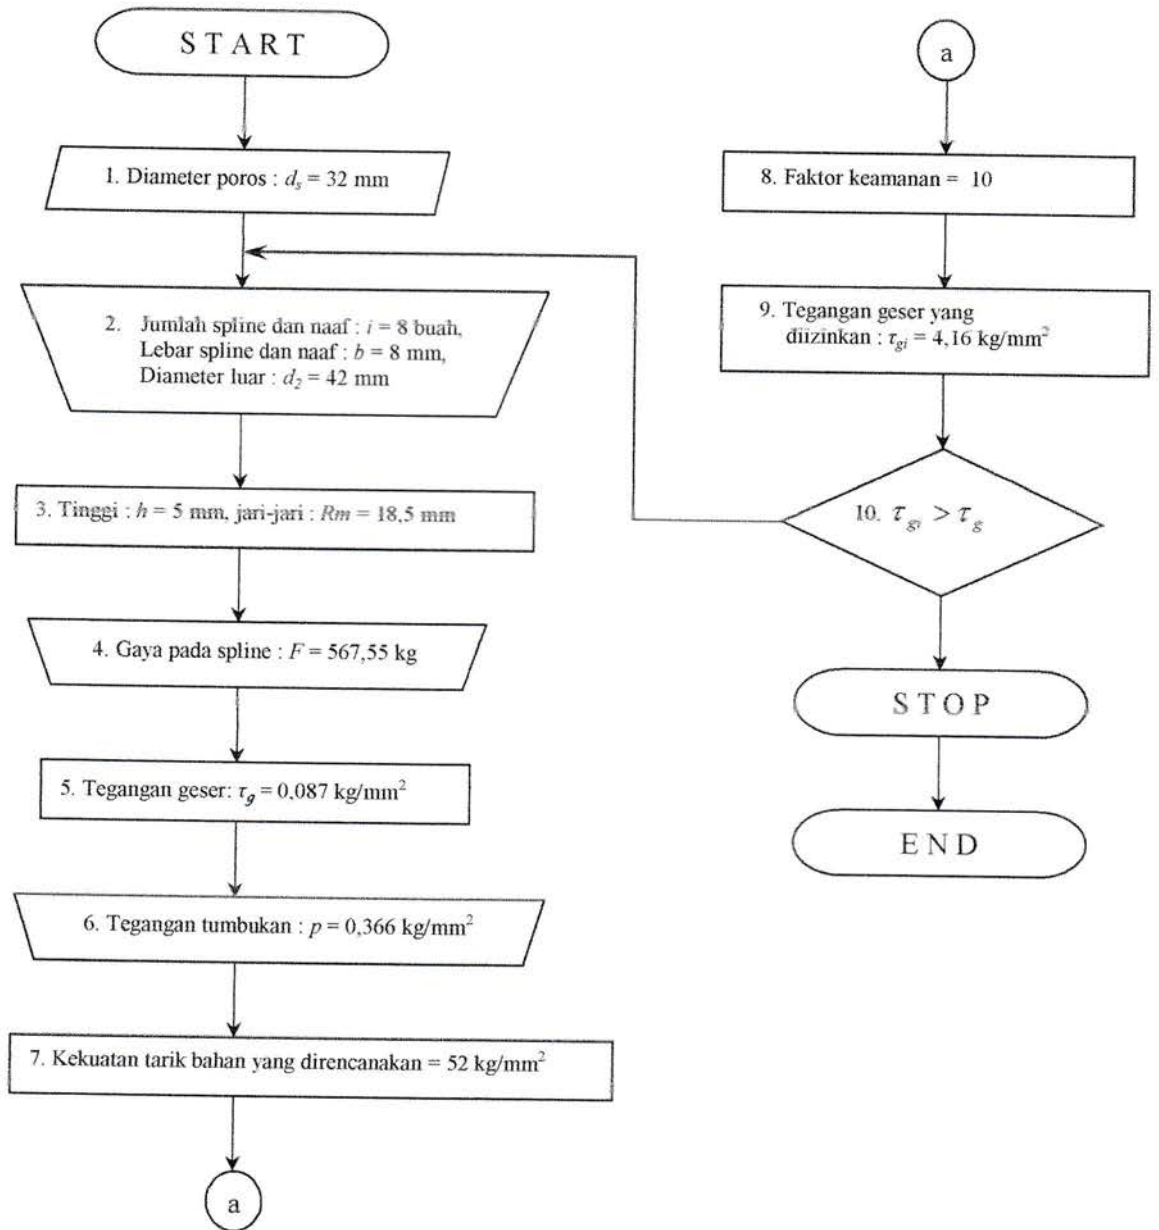 START
1. Diameter poros : dₛ = 32 mm
2. Jumlah spline dan naaf : i = 8 buah,
Lebar spline dan naaf : b = 8 mm,
Diameter luar : d₂ = 42 mm
3. Tinggi : h = 5 mm, jari-jari : Rm = 18,5 mm
4. Gaya pada spline : F = 567,55 kg
5. Tegangan geser: τg = 0,087 kg/mm²
6. Tegangan tumbukan : p = 0,366 kg/mm²
7. Kekuatan tarik bahan yang direncanakan = 52 kg/mm²
a
a
8. Faktor keamanan = 10
9. Tegangan geser yang
diizinkan : τgi = 4,16 kg/mm²
10. τgi > τg
STOP
END